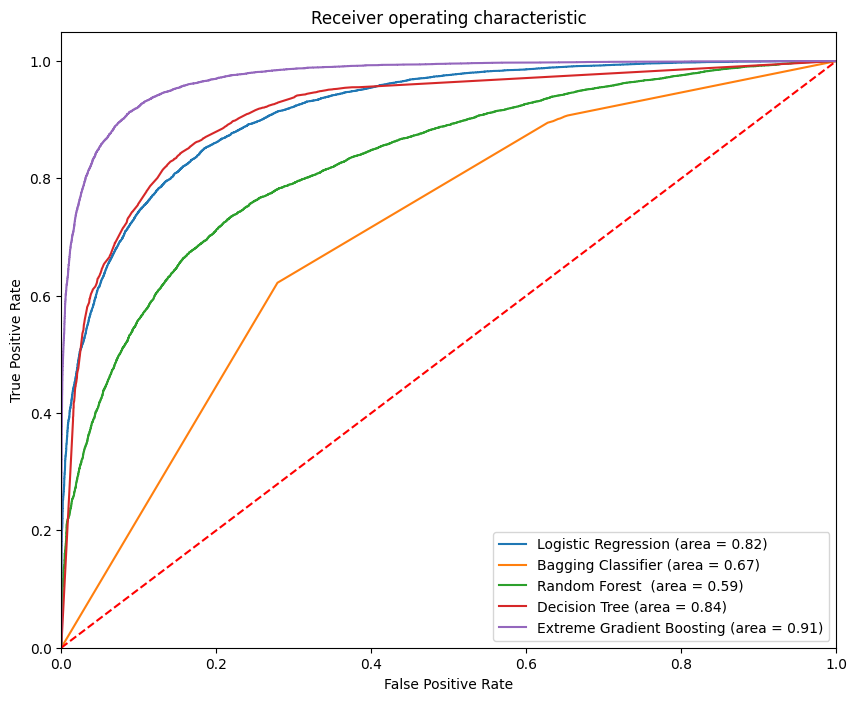 Receiver operating characteristic
1.0
0.8
0.6
0.4
0.2
0.0
True Positive Rate
0.0 0.2 0.4 0.6 0.8 1.0
False Positive Rate
Logistic Regression (area = 0.82)
Bagging Classifier (area = 0.67)
Random Forest  (area = 0.59)
Decision Tree (area = 0.84)
Extreme Gradient Boosting (area = 0.91)